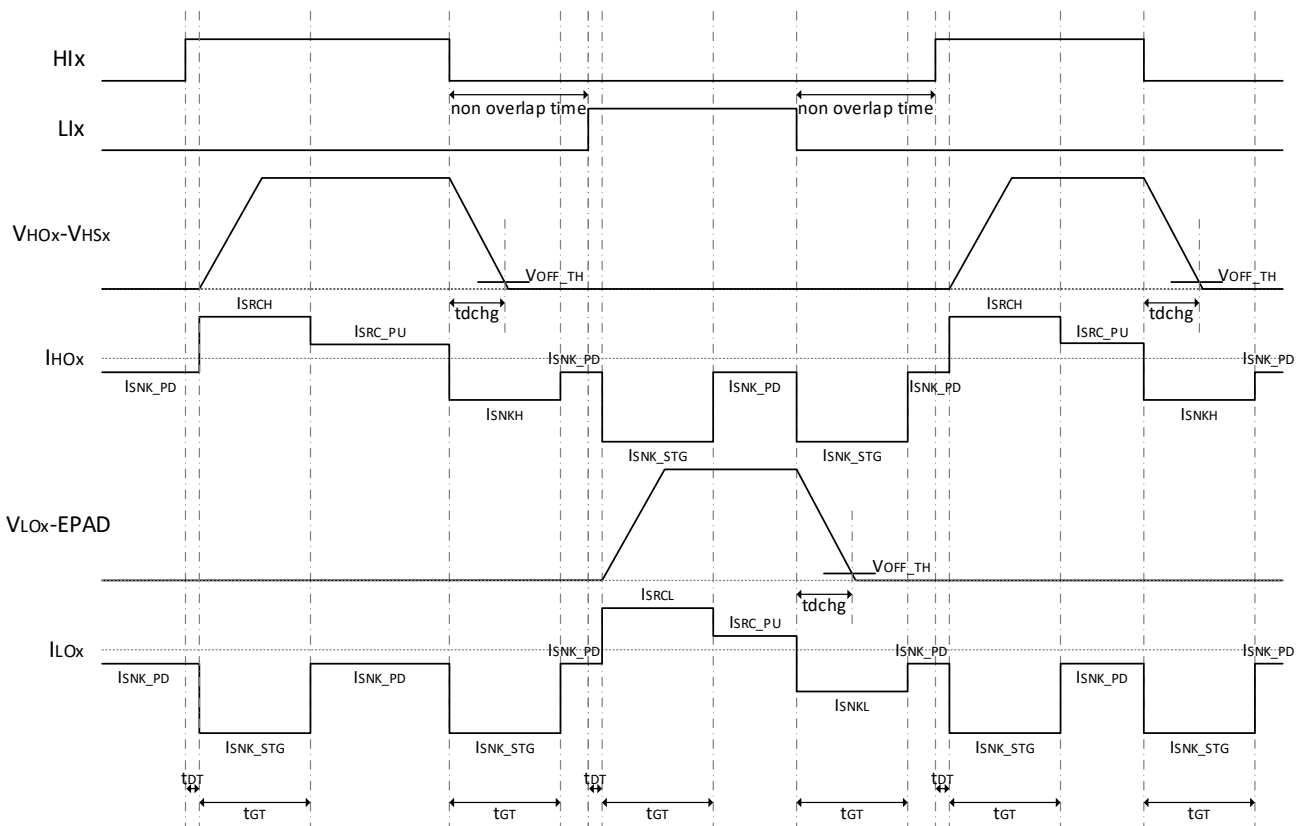 HIx
non overlap time
non overlap time
LIx
VHOx-VHSx
VOFF_TH
VOFF_TH
tdchg
tdchg
ISRCH
ISRCH
ISRC_PU
ISRC_PU
IHOx
ISNK_PD
ISNK_PD
ISNK_PD
ISNK_PD
ISNK_PD
ISNKH
ISNKH
ISNK_STG
ISNK_STG
VLOx-EPAD
VOFF_TH
tdchg
ISRCL
ISRC_PU
ILOx
ISNK_PD
ISNK_PD
ISNK_PD
ISNK_PD
ISNK_PD
ISNK_PD
ISNKL
ISNK_STG
ISNK_STG
ISNK_STG
ISNK_STG
tDT
tDT
tDT
tGT
tGT
tGT
tGT
tGT
tGT